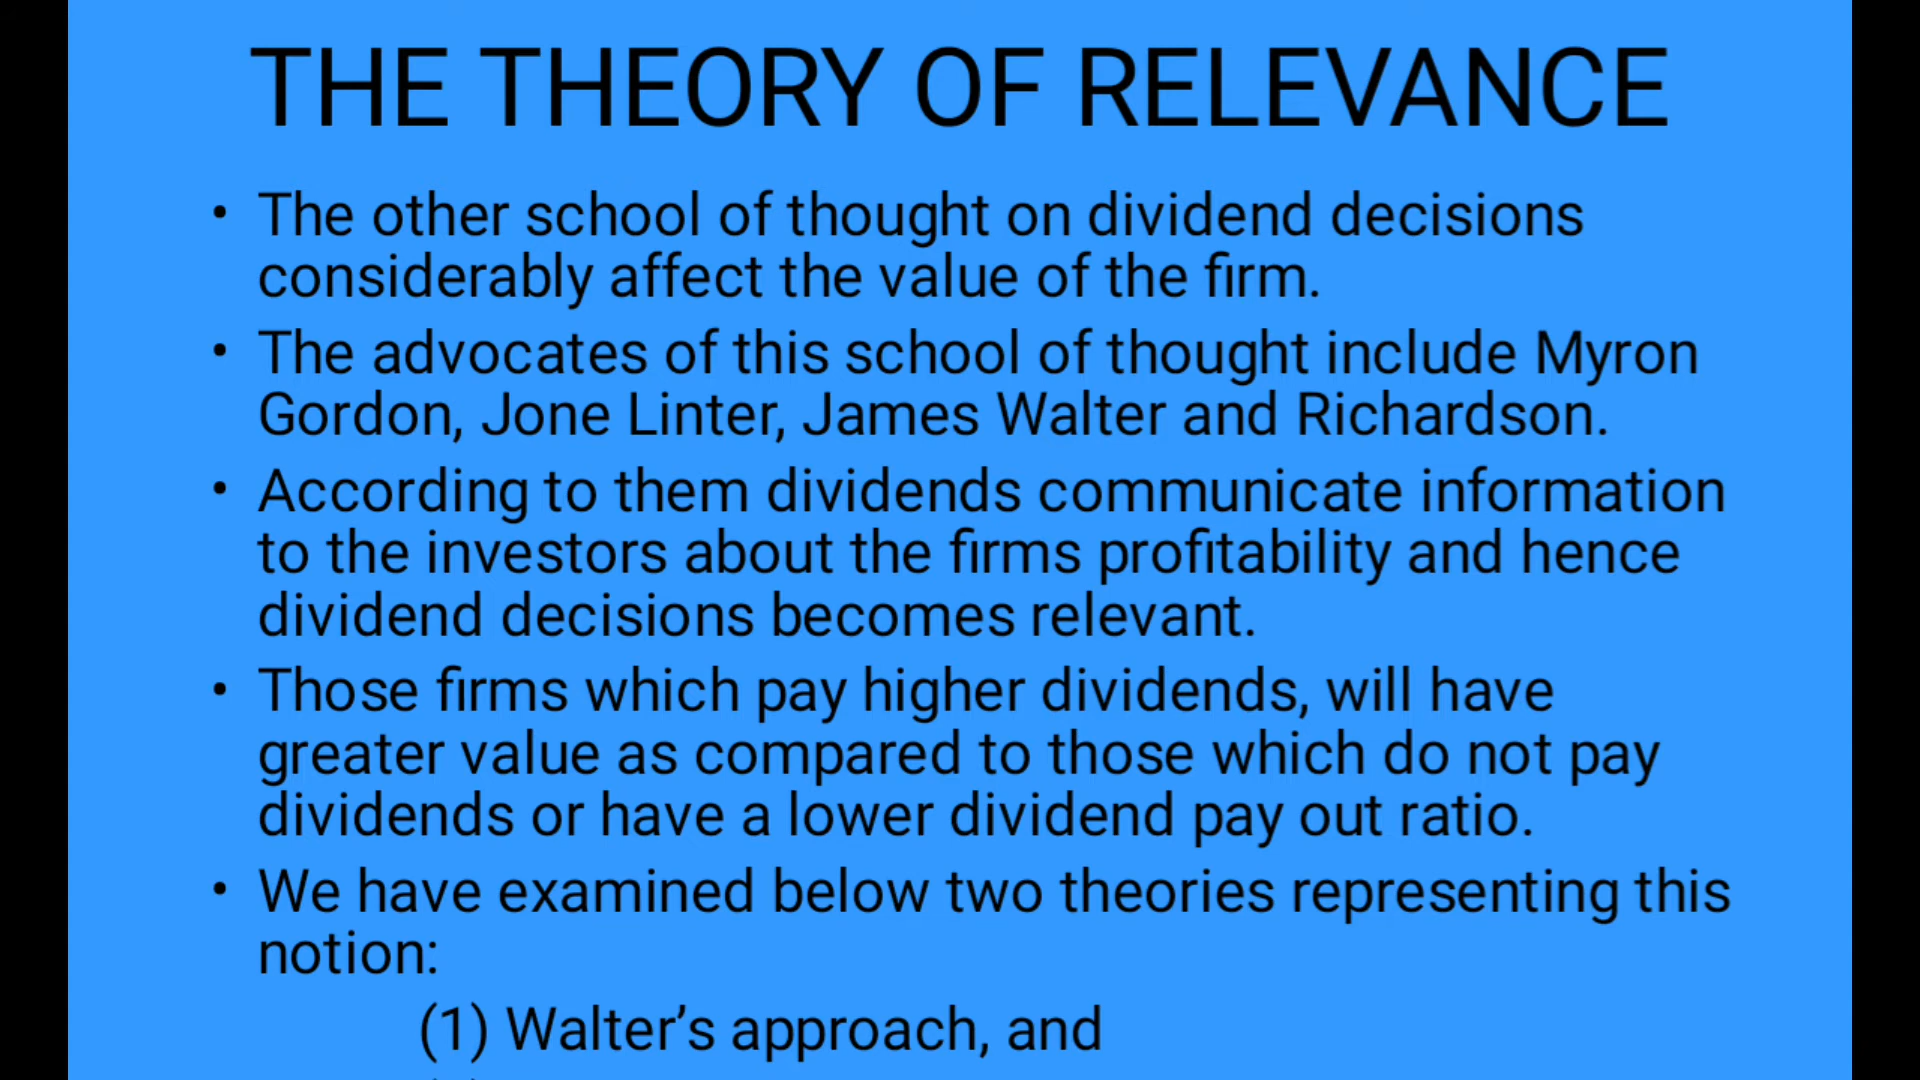 THE THEORY OF RELEVANCE
• The other school of thought on dividend decisions
considerably affect the value of the firm.
• The advocates of this school of thought include Myron
Gordon, Jone Linter, James Walter and Richardson.
• According to them dividends communicate information
to the investors about the firms profitability and hence
dividend decisions becomes relevant.
• Those firms which pay higher dividends, will have
greater value as compared to those which do not pay
dividends or have a lower dividend pay out ratio.
• We have examined below two theories representing this
notion:
(1) Walter’s approach, and